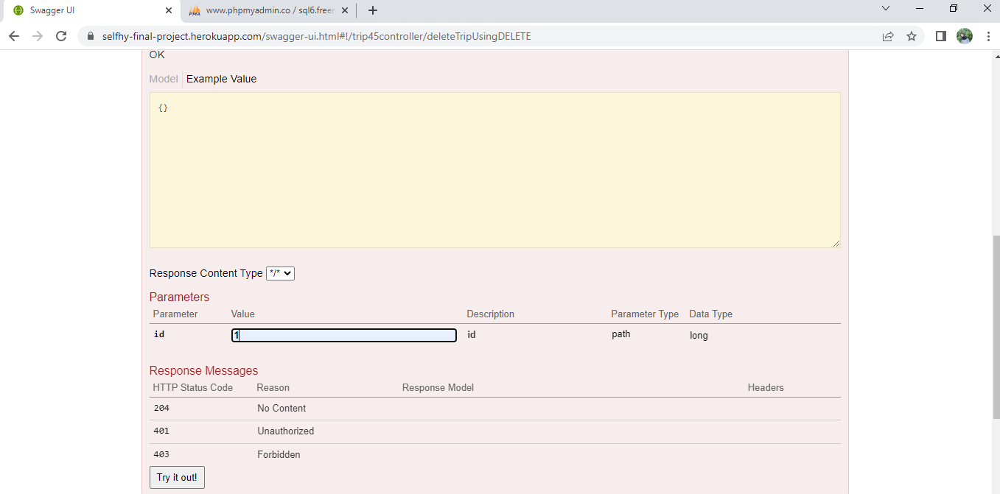 Swagger UI
www.phpmyadmin.co / sql6.freer
selfhy-final-project.herokuapp.com/swagger-ui.html#!/trip45controller/deleteTripUsingDELETE
OK
Model Example Value
{}
Response Content Type */*
Parameters
Parameter Value Description Parameter Type Data Type
id 1 id path long
Response Messages
HTTP Status Code Reason Response Model Headers
204 No Content
401 Unauthorized
403 Forbidden
Try it out!